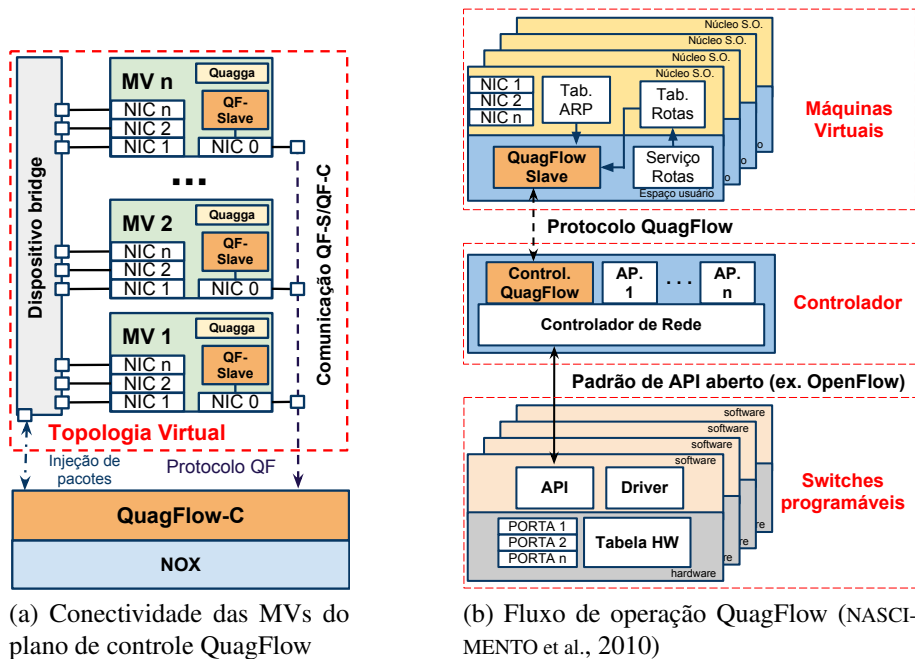 Dispositivo bridge
MV n
Quagga
QF-
Slave
NIC n
NIC 2
NIC 1
NIC 0
...
MV 2
Quagga
QF-
Slave
NIC n
NIC 2
NIC 1
NIC 0
MV 1
Quagga
QF-
Slave
NIC n
NIC 2
NIC 1
NIC 0
Comunicação QF-S/QF-C
Topologia Virtual
Injeção de
pacotes
Protocolo QF
QuagFlow-C
NOX
(a) Conectividade das MVs do
plano de controle QuagFlow
Núcleo S.O.
Núcleo S.O.
Núcleo S.O.
Núcleo S.O.
NIC 1
NIC 2
NIC n
Tab.
ARP
Tab.
Rotas
QuagFlow
Slave
Serviço
Rotas
Espaço usuário
o
o
o
Máquinas
Virtuais
Protocolo QuagFlow
Control.
QuagFlow
AP.
1
. . .
AP.
n
Controlador de Rede
Controlador
Padrão de API aberto (ex. OpenFlow)
software
software
software
software
API
Driver
PORTA 1
PORTA 2
PORTA n
Tabela HW
hardware
re
re
re
Switches
programáveis
(b) Fluxo de operação QuagFlow (NASCI-
MENTO et al., 2010)